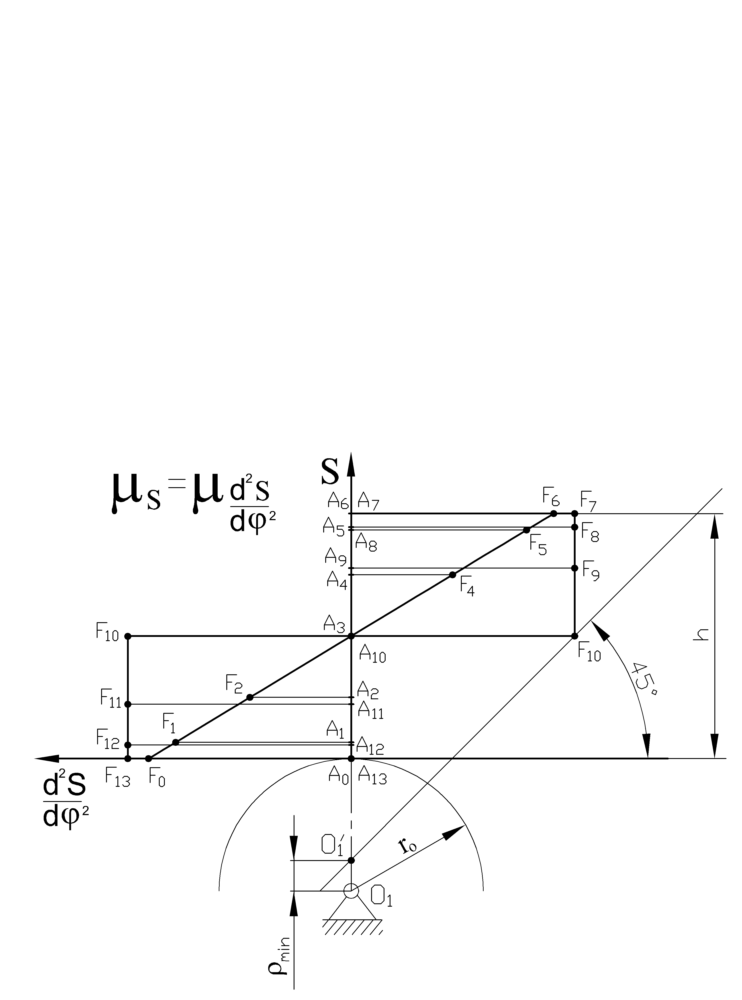 S
μS = μ d²s/dφ²
A6 A7 F6 F7
A5 F8
A8 F5
A9 F9
A4 F4
F10 A3 h
A10 F10
45°
F2 A2
F11 A11
F1 A1
F12 A12
F13 F0 A0 A13
d²S/dφ²
O1′ r0
O1
ρmin